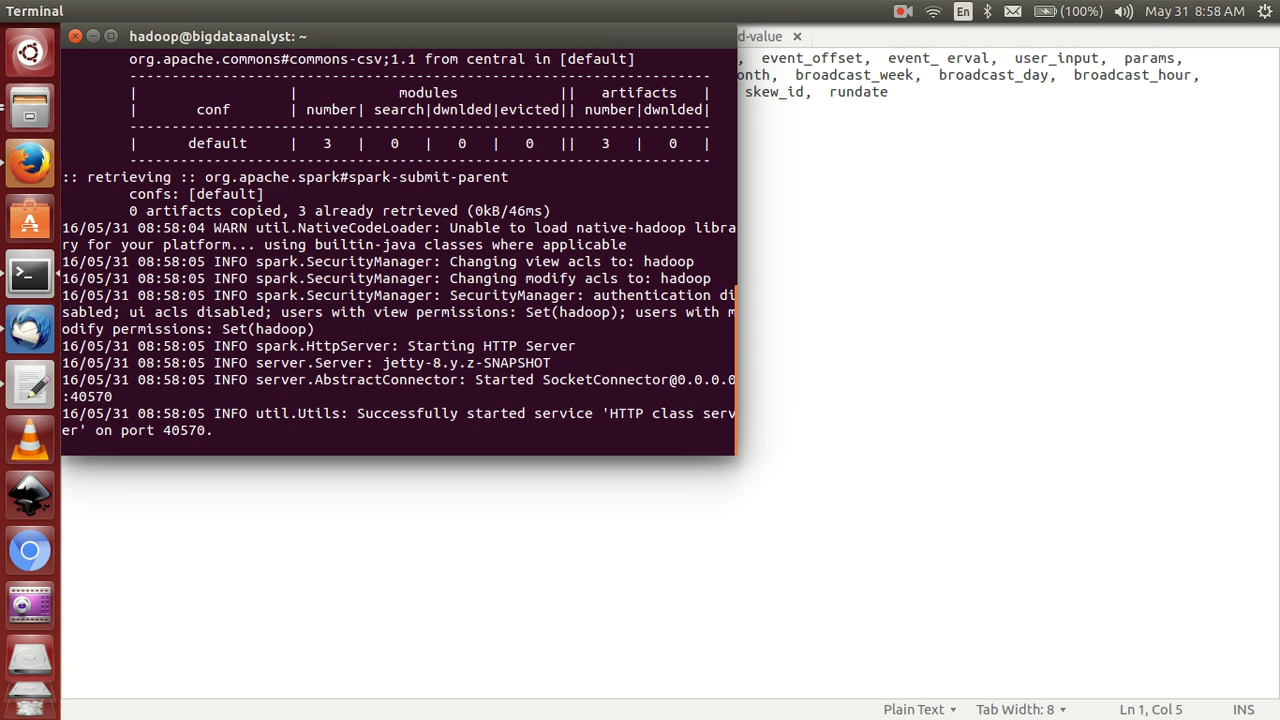 Terminal
En
(100%)
May 31 8:58 AM
hadoop@bigdataanalyst: ~
d-value ×
org.apache.commons#commons-csv;1.1 from central in [default]
---------------------------------------------------------------------
| | modules || artifacts |
| conf | number| search|dwnlded|evicted|| number|dwnlded|
---------------------------------------------------------------------
| default | 3 | 0 | 0 | 0 || 3 | 0 |
---------------------------------------------------------------------
:: retrieving :: org.apache.spark#spark-submit-parent
confs: [default]
0 artifacts copied, 3 already retrieved (0kB/46ms)
16/05/31 08:58:04 WARN util.NativeCodeLoader: Unable to load native-hadoop libra
ry for your platform... using builtin-java classes where applicable
16/05/31 08:58:05 INFO spark.SecurityManager: Changing view acls to: hadoop
16/05/31 08:58:05 INFO spark.SecurityManager: Changing modify acls to: hadoop
16/05/31 08:58:05 INFO spark.SecurityManager: SecurityManager: authentication di
sabled; ui acls disabled; users with view permissions: Set(hadoop); users with m
odify permissions: Set(hadoop)
16/05/31 08:58:05 INFO spark.HttpServer: Starting HTTP Server
16/05/31 08:58:05 INFO server.Server: jetty-8.y.z-SNAPSHOT
16/05/31 08:58:05 INFO server.AbstractConnector: Started SocketConnector@0.0.0.0
:40570
16/05/31 08:58:05 INFO util.Utils: Successfully started service 'HTTP class serv
er' on port 40570.
, event_offset, event_ erval, user_input, params,
onth, broadcast_week, broadcast_day, broadcast_hour,
skew_id, rundate
Plain Text
Tab Width: 8
Ln 1, Col 5
INS